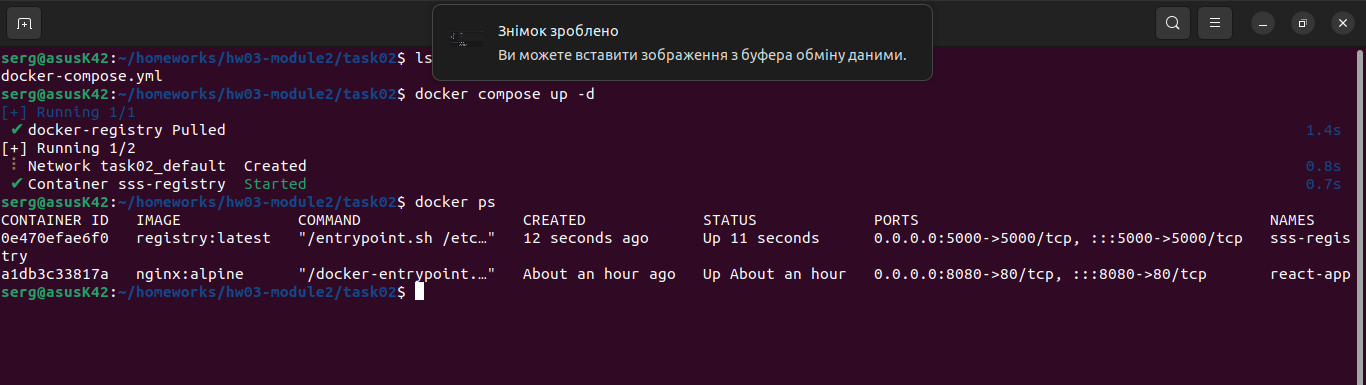 Знімок зроблено
Ви можете вставити зображення з буфера обміну даними.
serg@asusK42:~/homeworks/hw03-module2/task02$ ls
docker-compose.yml
serg@asusK42:~/homeworks/hw03-module2/task02$ docker compose up -d
[+] Running 1/1
✔ docker-registry Pulled 1.4s
[+] Running 1/2
⠇ Network task02_default Created 0.8s
✔ Container sss-registry Started 0.7s
serg@asusK42:~/homeworks/hw03-module2/task02$ docker ps
CONTAINER ID IMAGE COMMAND CREATED STATUS PORTS NAMES
0e470efae6f0 registry:latest "/entrypoint.sh /etc…" 12 seconds ago Up 11 seconds 0.0.0.0:5000->5000/tcp, :::5000->5000/tcp sss-regis
try
a1db3c33817a nginx:alpine "/docker-entrypoint.…" About an hour ago Up About an hour 0.0.0.0:8080->80/tcp, :::8080->80/tcp react-app
serg@asusK42:~/homeworks/hw03-module2/task02$